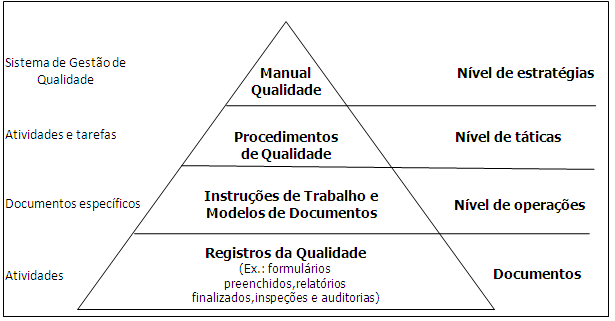 Sistema de Gestão de
Qualidade
Manual
Qualidade
Nível de estratégias
Atividades e tarefas
Procedimentos
de Qualidade
Nível de táticas
Documentos específicos
Instruções de Trabalho e
Modelos de Documentos
Nível de operações
Atividades
Registros da Qualidade
(Ex.: formulários
preenchidos,relatórios
finalizados,inspeções e auditorias)
Documentos